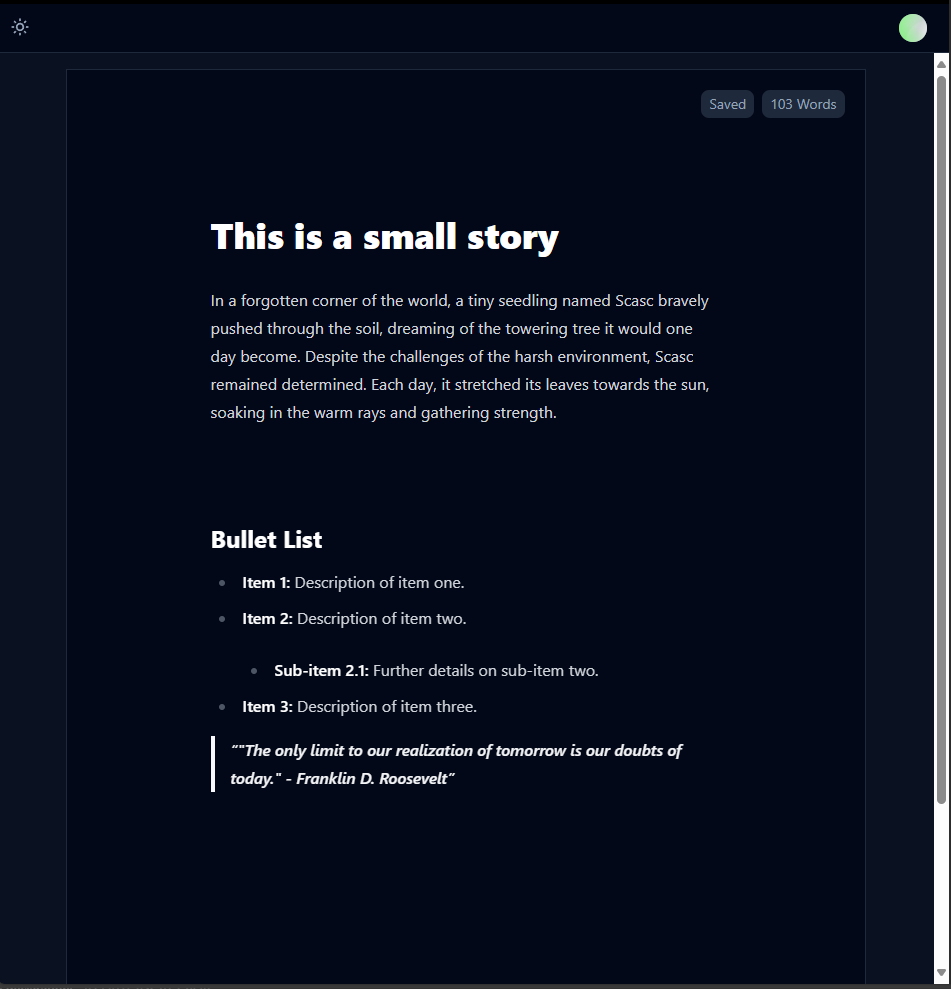 Saved
103 Words
This is a small story
In a forgotten corner of the world, a tiny seedling named Scasc bravely
pushed through the soil, dreaming of the towering tree it would one
day become. Despite the challenges of the harsh environment, Scasc
remained determined. Each day, it stretched its leaves towards the sun,
soaking in the warm rays and gathering strength.
Bullet List
• Item 1: Description of item one.
• Item 2: Description of item two.
• Sub-item 2.1: Further details on sub-item two.
• Item 3: Description of item three.
“"The only limit to our realization of tomorrow is our doubts of
today." - Franklin D. Roosevelt”